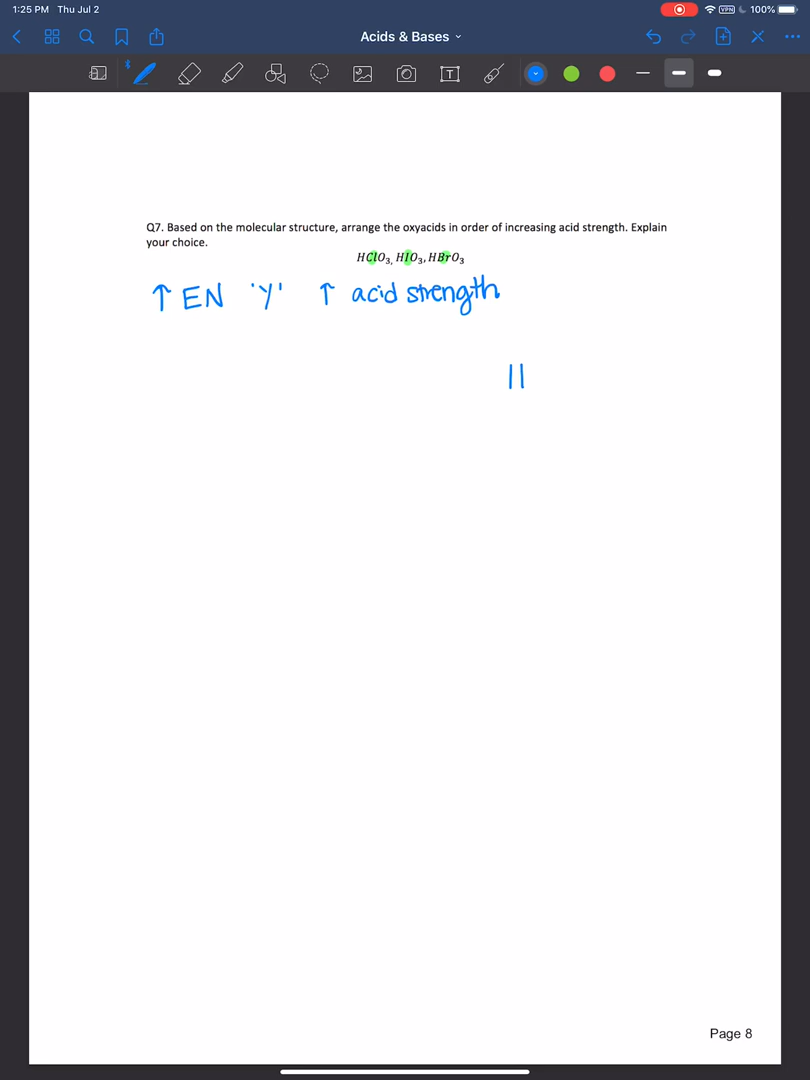 1:25 PM Thu Jul 2
VPN 100%
Acids & Bases
T
Q7. Based on the molecular structure, arrange the oxyacids in order of increasing acid strength. Explain
your choice.
HClO₃, HIO₃, HBrO₃
↑ EN 'Y' ↑ acid strength
||
Page 8